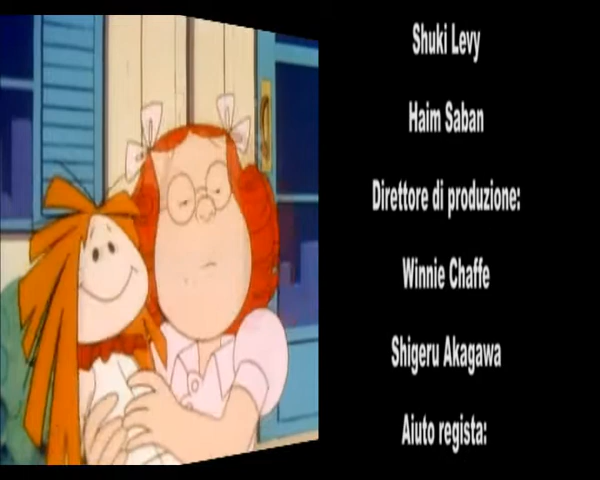 Shuki Levy
Haim Saban
Direttore di produzione:
Winnie Chaffe
Shigeru Akagawa
Aiuto regista: